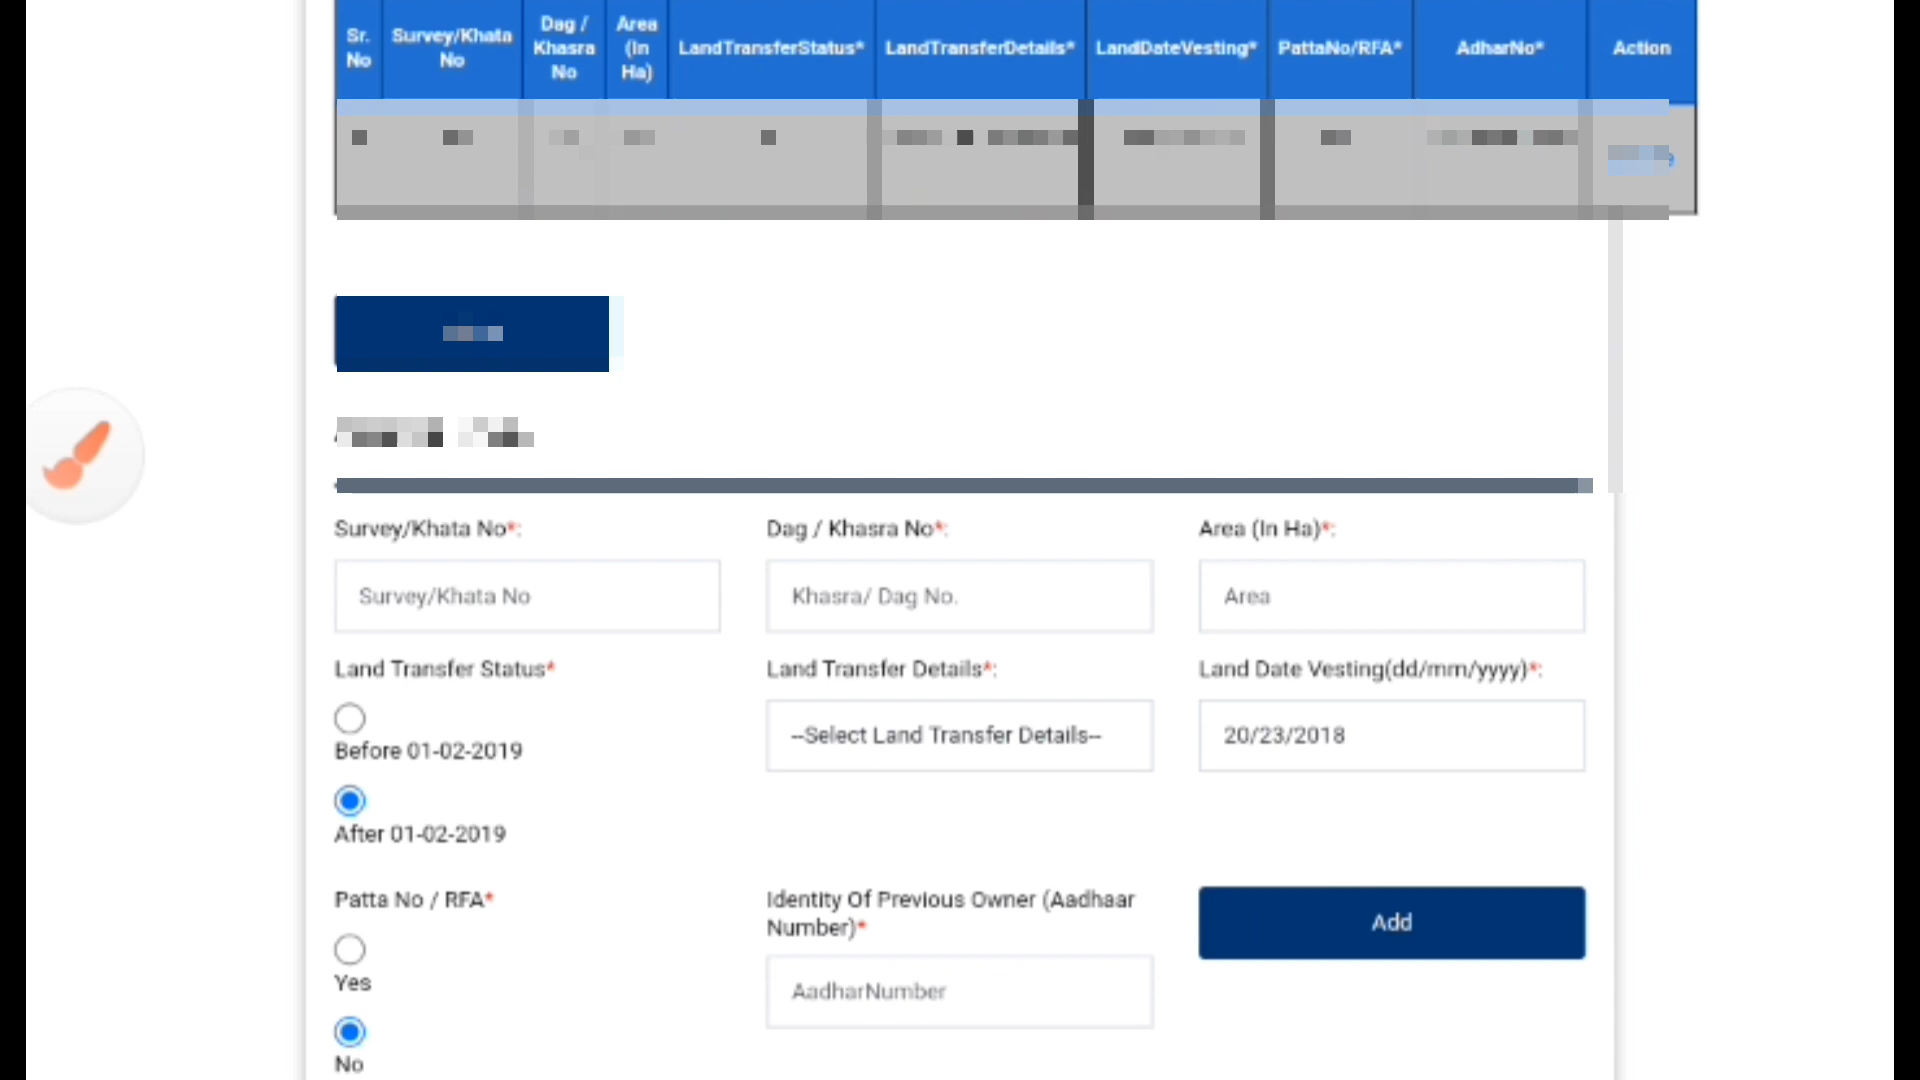 Sr. No
Survey/Khata No
Dag / Khasra No
Area (In Ha)
LandTransferStatus*
LandTransferDetails*
LandDateVesting*
PattaNo/RFA*
AdharNo*
Action
Survey/Khata No*:
Dag / Khasra No*:
Area (In Ha)*:
Survey/Khata No
Khasra/ Dag No.
Area
Land Transfer Status*
Land Transfer Details*:
Land Date Vesting(dd/mm/yyyy)*:
Before 01-02-2019
--Select Land Transfer Details--
20/23/2018
After 01-02-2019
Patta No / RFA*
Identity Of Previous Owner (Aadhaar
Number)*
Add
Yes
AadharNumber
No